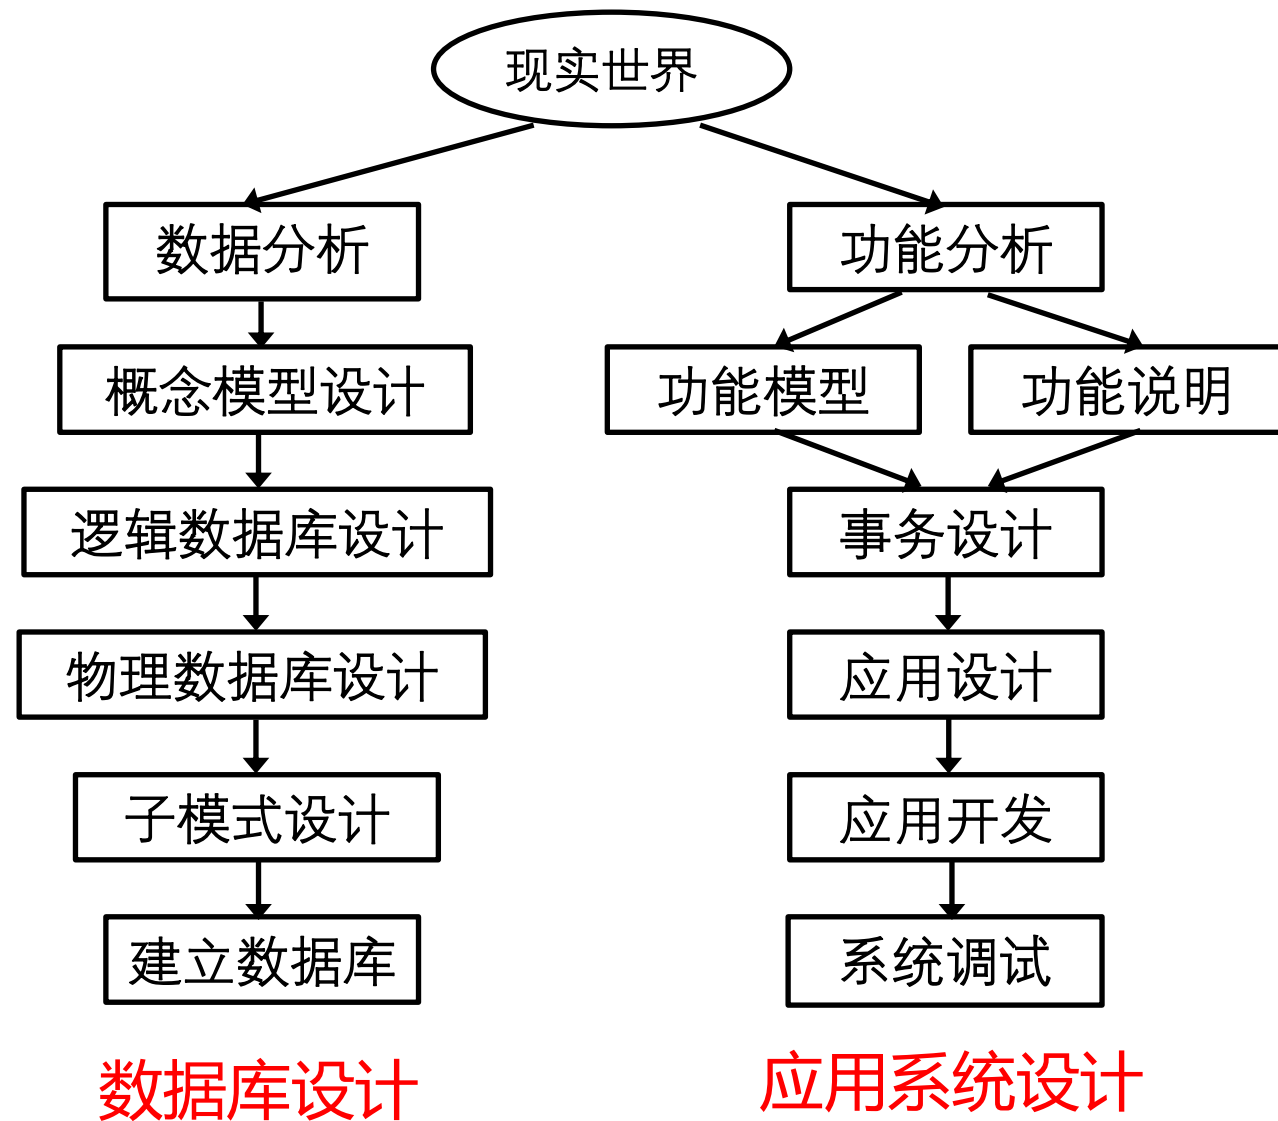 现实世界
数据分析
功能分析
概念模型设计
功能模型
功能说明
逻辑数据库设计
事务设计
物理数据库设计
应用设计
子模式设计
应用开发
建立数据库
系统调试
数据库设计
应用系统设计